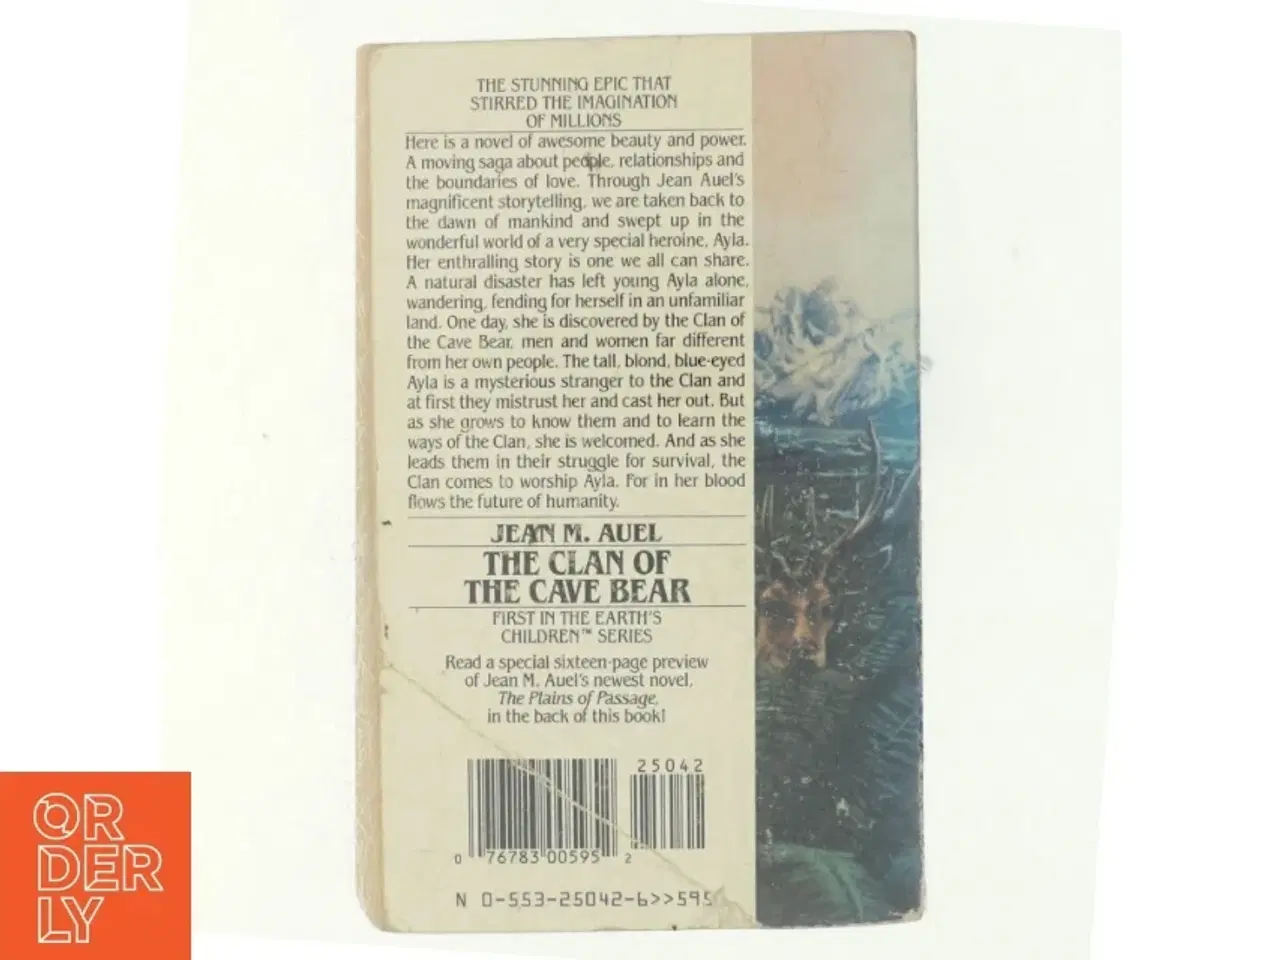 THE STUNNING EPIC THAT
STIRRED THE IMAGINATION
OF MILLIONS
Here is a novel of awesome beauty and power.
A moving saga about people, relationships and
the boundaries of love. Through Jean Auel's
magnificent storytelling, we are taken back to
the dawn of mankind and swept up in the
wonderful world of a very special heroine, Ayla.
Her enthralling story is one we all can share.
A natural disaster has left young Ayla alone,
wandering, fending for herself in an unfamiliar
land. One day, she is discovered by the Clan of
the Cave Bear, men and women far different
from her own people. The tall, blond, blue-eyed
Ayla is a mysterious stranger to the Clan and
at first they mistrust her and cast her out. But
as she grows to know them and to learn the
ways of the Clan, she is welcomed. And as she
leads them in their struggle for survival, the
Clan comes to worship Ayla. For in her blood
flows the future of humanity.
JEAN M. AUEL
THE CLAN OF
THE CAVE BEAR
FIRST IN THE EARTH'S
CHILDREN™ SERIES
Read a special sixteen-page preview
of Jean M. Auel's newest novel,
The Plains of Passage,
in the back of this book!
25042
0 76783 00595 2
N 0-553-25042-6>>595
OR
DER
LY